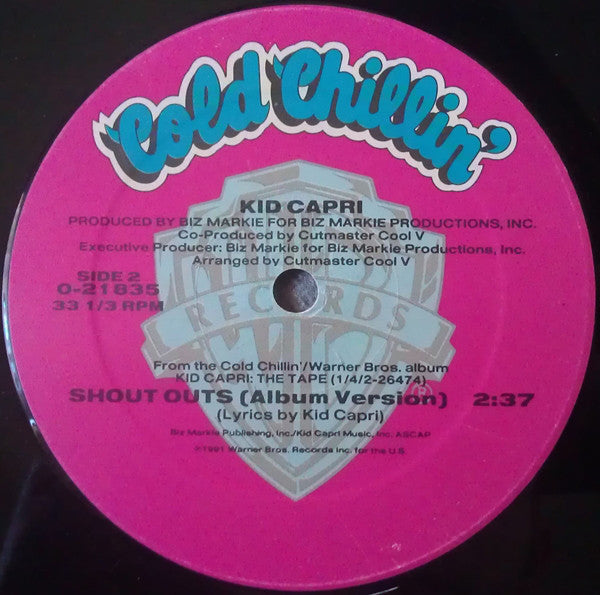 Cold Chillin'
KID CAPRI
PRODUCED BY BIZ MARKIE FOR BIZ MARKIE PRODUCTIONS, INC.
Co-Produced by Cutmaster Cool V
Executive Producer: Biz Markie for Biz Markie Productions, Inc.
Arranged by Cutmaster Cool V
SIDE 2
0-21835
33 1/3 RPM
RECORDS
From the Cold Chillin'/Warner Bros. album
KID CAPRI: THE TAPE (1/4/2-26474)
SHOUT OUTS (Album Version) 2:37
®
(Lyrics by Kid Capri)
Biz Markie Publishing, Inc./Kid Capri Music, Inc. ASCAP
℗1991 Warner Bros. Records Inc. for the U.S.